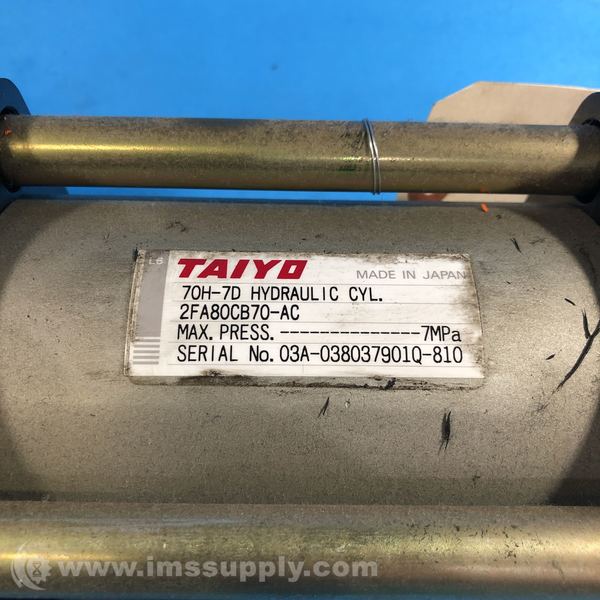 L6
TAIYO
MADE IN JAPAN
70H-7D HYDRAULIC CYL.
2FA80CB70-AC
MAX. PRESS.---------------7MPa
SERIAL No. 03A-038037901Q-810
www.imssupply.com/